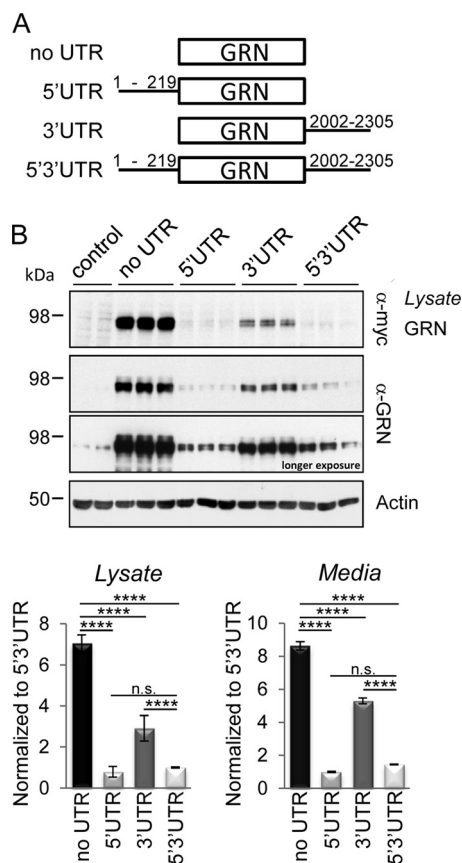 A
no UTR GRN
5'UTR 1 - 219 GRN
3'UTR GRN 2002-2305
5'3'UTR 1 - 219 GRN 2002-2305
B
control no UTR 5'UTR 3'UTR 5'3'UTR
kDa
98 α-myc Lysate
GRN
98 α-GRN
98
longer exposure
50 Actin
Lysate Media
Normalized to 5'3'UTR
8
6
4
2
0
****
****
****
n.s.
****
no UTR 5'UTR 3'UTR 5'3'UTR
Normalized to 5'3'UTR
10
8
6
4
2
0
****
****
****
n.s.
****
no UTR 5'UTR 3'UTR 5'3'UTR